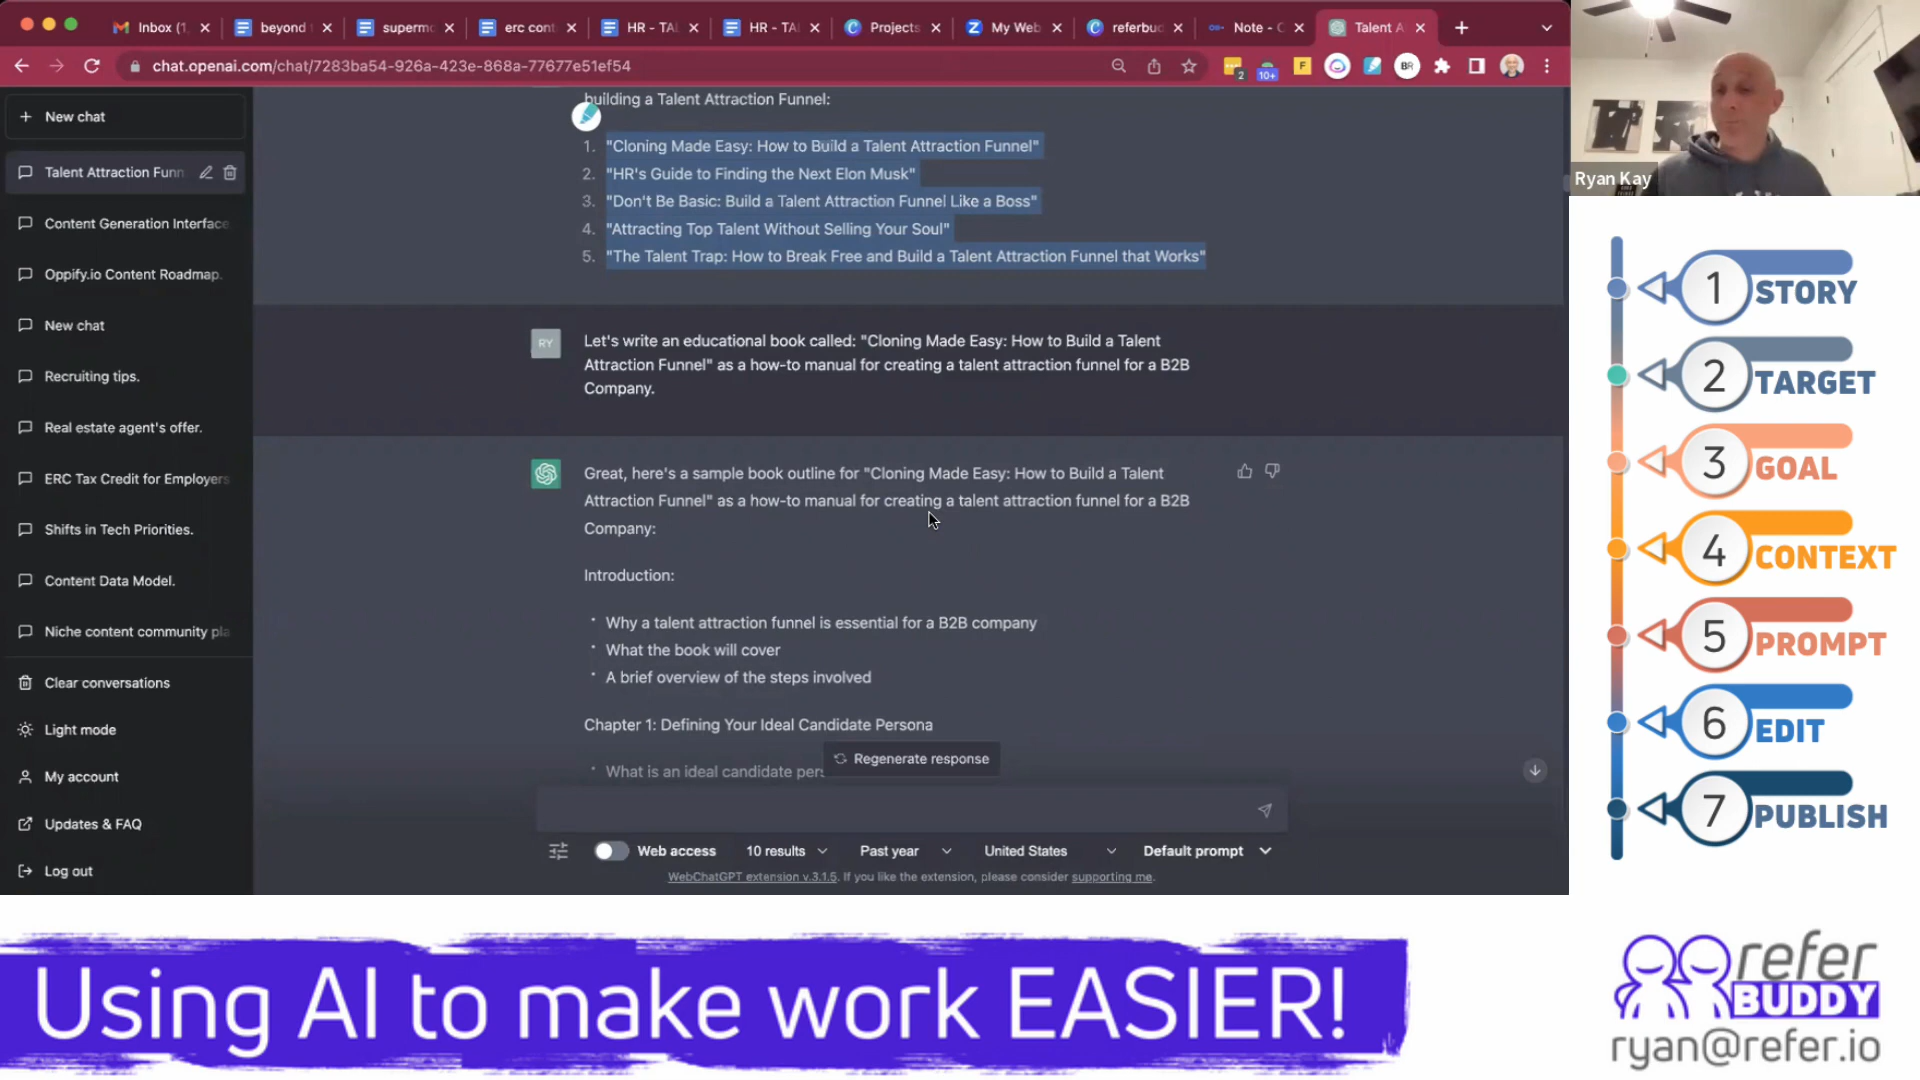 Inbox (1,
beyond
supermo
erc cont
HR - TAL
HR - TAL
Projects
My Web
referbud
Note - C
Talent A
chat.openai.com/chat/7283ba54-926a-423e-868a-77677e51ef54
2
10+
F
BR
Ryan Kay
New chat
Talent Attraction Funn
Content Generation Interface
Oppify.io Content Roadmap.
New chat
Recruiting tips.
Real estate agent's offer.
ERC Tax Credit for Employers
Shifts in Tech Priorities.
Content Data Model.
Niche content community pla
Clear conversations
Light mode
My account
Updates & FAQ
Log out
building a Talent Attraction Funnel:
1. "Cloning Made Easy: How to Build a Talent Attraction Funnel"
2. "HR's Guide to Finding the Next Elon Musk"
3. "Don't Be Basic: Build a Talent Attraction Funnel Like a Boss"
4. "Attracting Top Talent Without Selling Your Soul"
5. "The Talent Trap: How to Break Free and Build a Talent Attraction Funnel that Works"
RY
Let's write an educational book called: "Cloning Made Easy: How to Build a Talent
Attraction Funnel" as a how-to manual for creating a talent attraction funnel for a B2B
Company.
Great, here's a sample book outline for "Cloning Made Easy: How to Build a Talent
Attraction Funnel" as a how-to manual for creating a talent attraction funnel for a B2B
Company:
Introduction:
• Why a talent attraction funnel is essential for a B2B company
• What the book will cover
• A brief overview of the steps involved
Chapter 1: Defining Your Ideal Candidate Persona
• What is an ideal candidate pers
Regenerate response
Web access
10 results
Past year
United States
Default prompt
WebChatGPT extension v.3.1.5. If you like the extension, please consider supporting me.
1 STORY
2 TARGET
3 GOAL
4 CONTEXT
5 PROMPT
6 EDIT
7 PUBLISH
Using AI to make work EASIER!
refer
BUDDY
ryan@refer.io